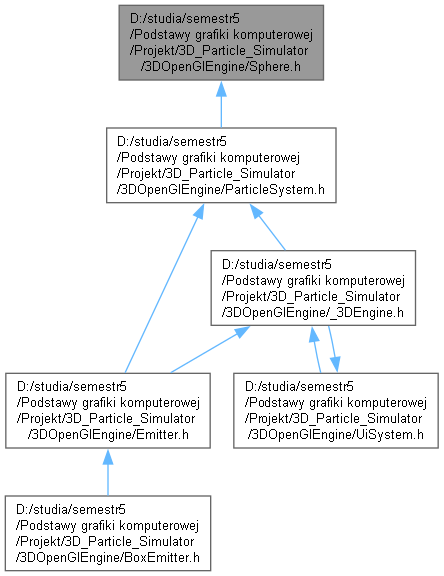 D:/studia/semestr5
/Podstawy grafiki komputerowej
/Projekt/3D_Particle_Simulator
/3DOpenGlEngine/Sphere.h
D:/studia/semestr5
/Podstawy grafiki komputerowej
/Projekt/3D_Particle_Simulator
/3DOpenGlEngine/ParticleSystem.h
D:/studia/semestr5
/Podstawy grafiki komputerowej
/Projekt/3D_Particle_Simulator
/3DOpenGlEngine/_3DEngine.h
D:/studia/semestr5
/Podstawy grafiki komputerowej
/Projekt/3D_Particle_Simulator
/3DOpenGlEngine/Emitter.h
D:/studia/semestr5
/Podstawy grafiki komputerowej
/Projekt/3D_Particle_Simulator
/3DOpenGlEngine/UiSystem.h
D:/studia/semestr5
/Podstawy grafiki komputerowej
/Projekt/3D_Particle_Simulator
/3DOpenGlEngine/BoxEmitter.h